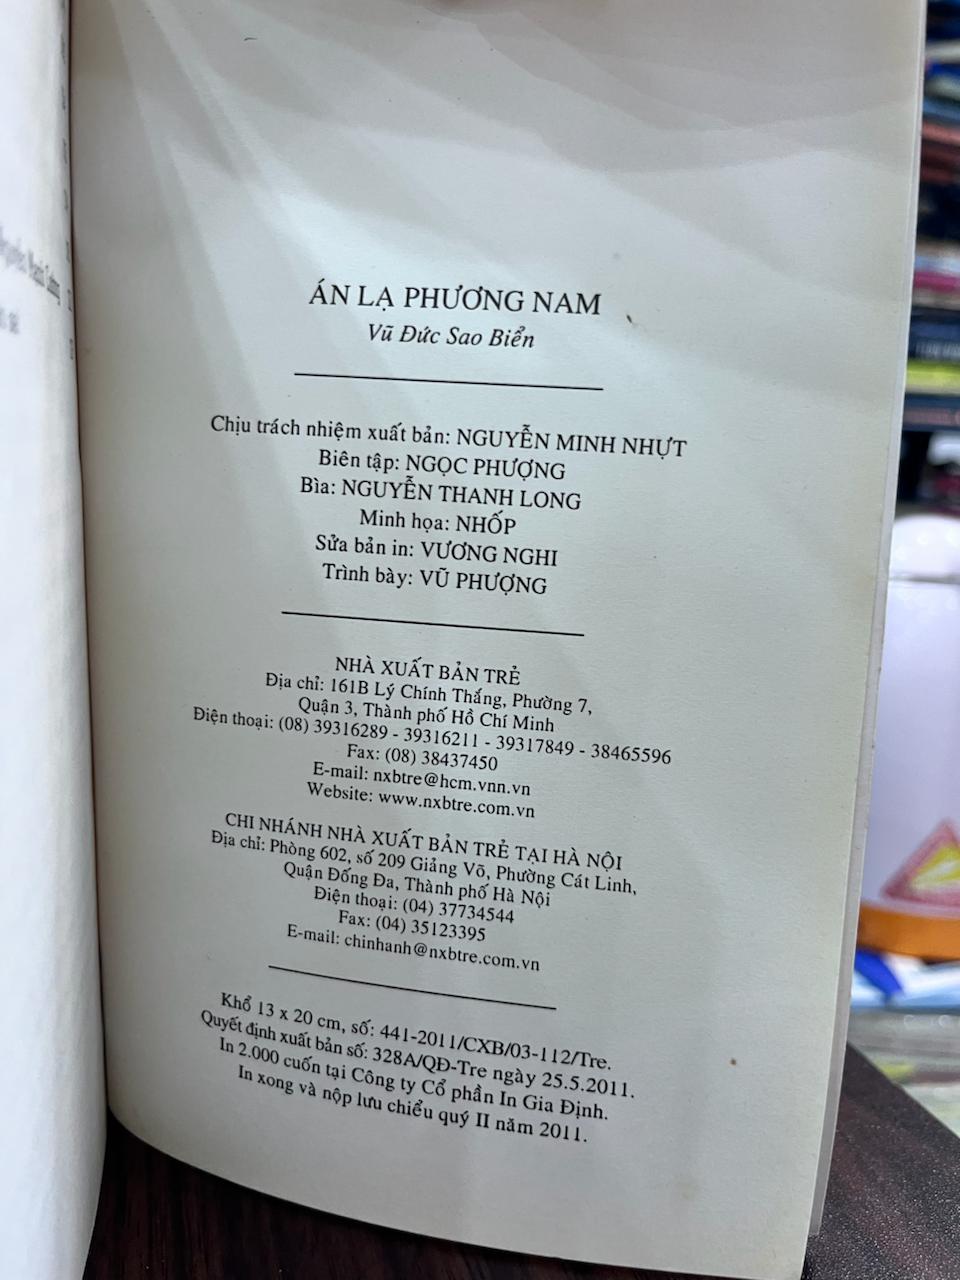 ÁN LẠ PHƯƠNG NAM
Vũ Đức Sao Biển
Chịu trách nhiệm xuất bản: NGUYỄN MINH NHỰT
Biên tập: NGỌC PHƯỢNG
Bìa: NGUYỄN THANH LONG
Minh họa: NHỐP
Sửa bản in: VƯƠNG NGHI
Trình bày: VŨ PHƯỢNG
NHÀ XUẤT BẢN TRẺ
Địa chỉ: 161B Lý Chính Thắng, Phường 7,
Quận 3, Thành phố Hồ Chí Minh
Điện thoại: (08) 39316289 - 39316211 - 39317849 - 38465596
Fax: (08) 38437450
E-mail: nxbtre@hcm.vnn.vn
Website: www.nxbtre.com.vn
CHI NHÁNH NHÀ XUẤT BẢN TRẺ TẠI HÀ NỘI
Địa chỉ: Phòng 602, số 209 Giảng Võ, Phường Cát Linh,
Quận Đống Đa, Thành phố Hà Nội
Điện thoại: (04) 37734544
Fax: (04) 35123395
E-mail: chinhanh@nxbtre.com.vn
Khổ 13 x 20 cm, số: 441-2011/CXB/03-112/Tre.
Quyết định xuất bản số: 328A/QĐ-Tre ngày 25.5.2011.
In 2.000 cuốn tại Công ty Cổ phần In Gia Định.
In xong và nộp lưu chiểu quý II năm 2011.